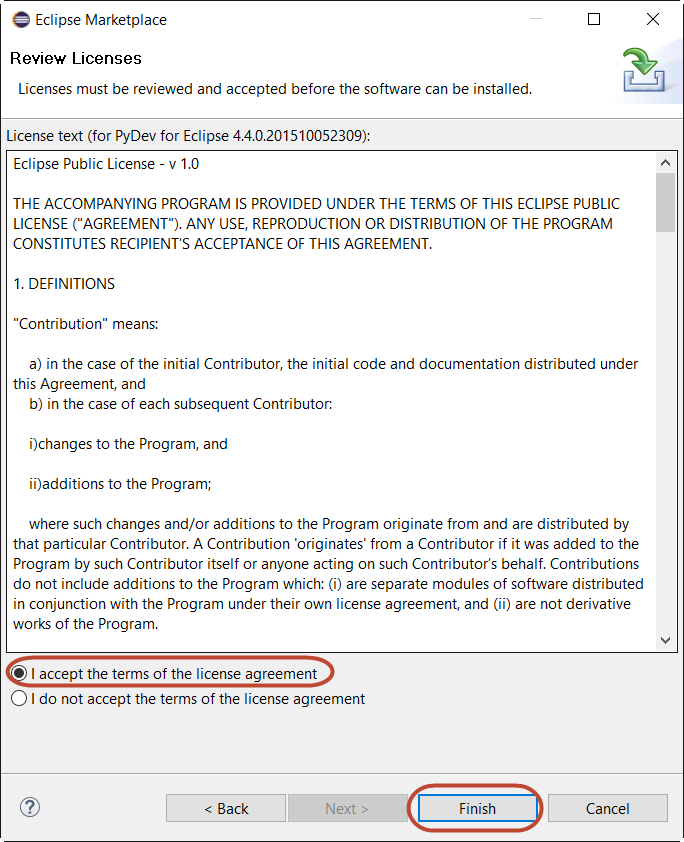 Eclipse Marketplace
Review Licenses
Licenses must be reviewed and accepted before the software can be installed.
License text (for PyDev for Eclipse 4.4.0.201510052309):
Eclipse Public License - v 1.0
THE ACCOMPANYING PROGRAM IS PROVIDED UNDER THE TERMS OF THIS ECLIPSE PUBLIC
LICENSE ("AGREEMENT"). ANY USE, REPRODUCTION OR DISTRIBUTION OF THE PROGRAM
CONSTITUTES RECIPIENT'S ACCEPTANCE OF THIS AGREEMENT.
1. DEFINITIONS
"Contribution" means:
a) in the case of the initial Contributor, the initial code and documentation distributed under
this Agreement, and
b) in the case of each subsequent Contributor:
i)changes to the Program, and
ii)additions to the Program;
where such changes and/or additions to the Program originate from and are distributed by
that particular Contributor. A Contribution 'originates' from a Contributor if it was added to the
Program by such Contributor itself or anyone acting on such Contributor's behalf. Contributions
do not include additions to the Program which: (i) are separate modules of software distributed
in conjunction with the Program under their own license agreement, and (ii) are not derivative
works of the Program.
I accept the terms of the license agreement
I do not accept the terms of the license agreement
? < Back Next > Finish Cancel